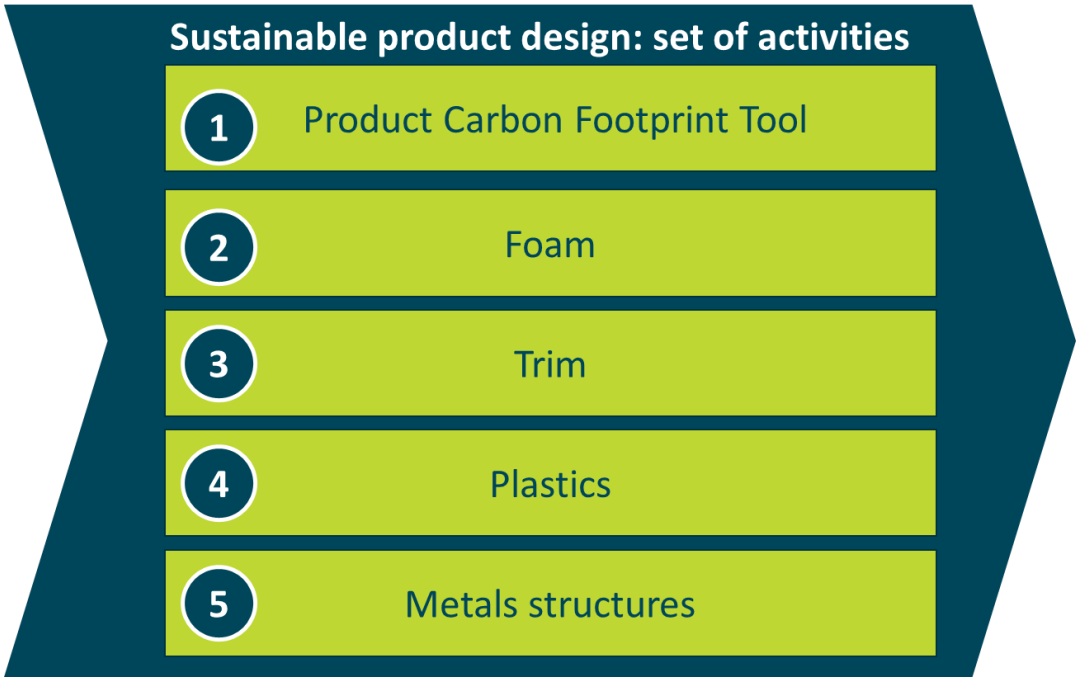 Sustainable product design: set of activities
1 Product Carbon Footprint Tool
2 Foam
3 Trim
4 Plastics
5 Metals structures